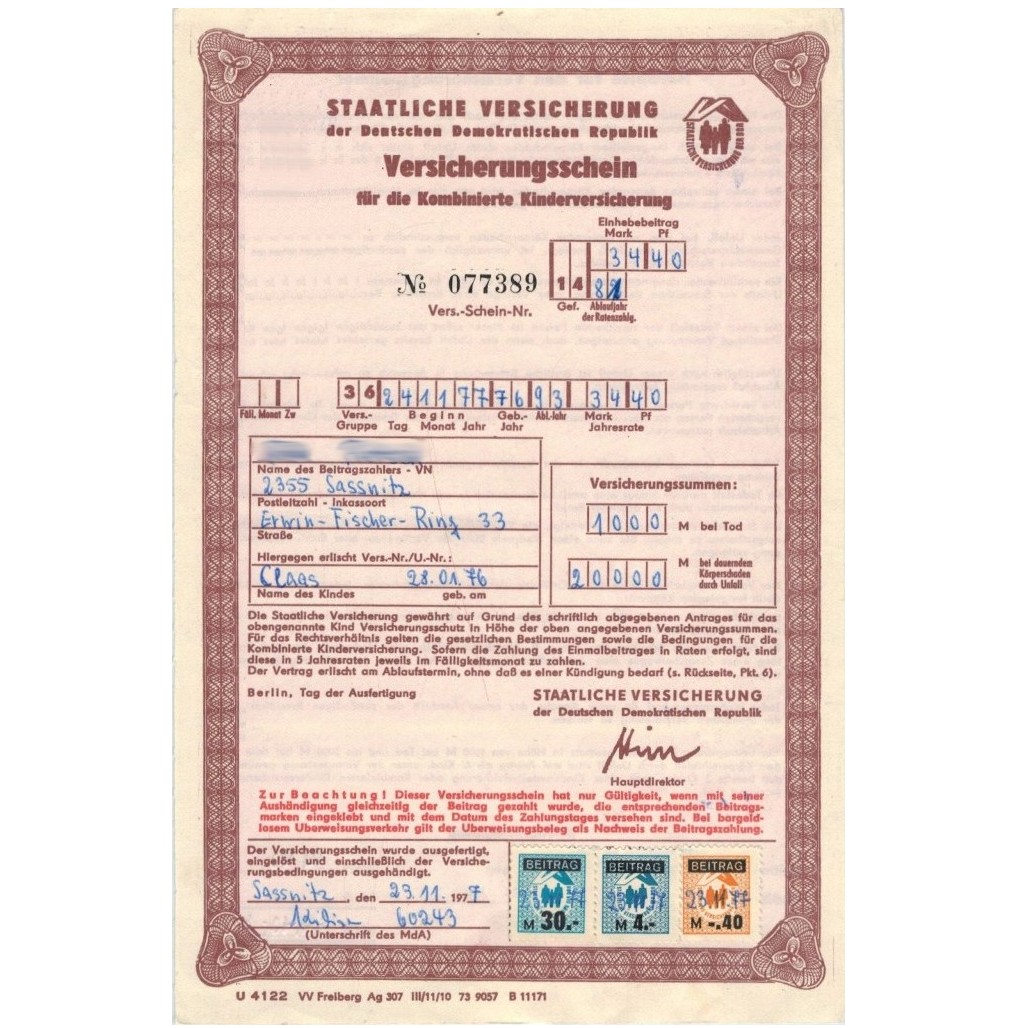 STAATLICHE VERSICHERUNG
der Deutschen Demokratischen Republik
STAATLICHE VERSICHERUNG DER DDR
Versicherungsschein
für die Kombinierte Kinderversicherung
Einhebebeitrag
Mark Pf
3440
№ 077389
14 81
Vers.-Schein-Nr.
Gef. Ablaufjahr
der Ratenzahlg.
36 241177 76 93 3440
Fäll. Monat Zw
Vers.- Beginn Geb.- Abl.-Jahr Mark Pf
Gruppe Tag Monat Jahr Jahr Jahresrate
Name des Beitragszahlers - VN
2355 Sassnitz
Postleitzahl - Inkassoort
Erwin-Fischer-Ring 33
Straße
Hiergegen erlischt Vers.-Nr./U.-Nr.:
Claas 28.01.76
Name des Kindes geb. am
Versicherungssummen:
1000 M bei Tod
20000 M bei dauerndem
Körperschaden
durch Unfall
Die Staatliche Versicherung gewährt auf Grund des schriftlich abgegebenen Antrages für das
obengenannte Kind Versicherungsschutz in Höhe der oben angegebenen Versicherungssummen.
Für das Rechtsverhältnis gelten die gesetzlichen Bestimmungen sowie die Bedingungen für die
Kombinierte Kinderversicherung. Sofern die Zahlung des Einmalbeitrages in Raten erfolgt, sind
diese in 5 Jahresraten jeweils im Fälligkeitsmonat zu zahlen.
Der Vertrag erlischt am Ablaufstermin, ohne daß es einer Kündigung bedarf (s. Rückseite, Pkt. 6).
Berlin, Tag der Ausfertigung
STAATLICHE VERSICHERUNG
der Deutschen Demokratischen Republik
Hauptdirektor
Zur Beachtung! Dieser Versicherungsschein hat nur Gültigkeit, wenn mit seiner
Aushändigung gleichzeitig der Beitrag gezahlt wurde, die entsprechenden Beitrags-
marken eingeklebt und mit dem Datum des Zahlungstages versehen sind. Bei bargeld-
losem Uberweisungsverkehr gilt der Uberweisungsbeleg als Nachweis der Beitragszahlung.
Der Versicherungsschein wurde ausgefertigt,
eingelöst und einschließlich der Versiche-
rungsbedingungen ausgehändigt.
Sassnitz, den 23.11. 1977
60243
(Unterschrift des MdA)
BEITRAG
M 30.-
BEITRAG
M 4.-
BEITRAG
23.11.77
M -.40
U 4122 VV Freiberg Ag 307 III/11/10 73 9057 B 11171